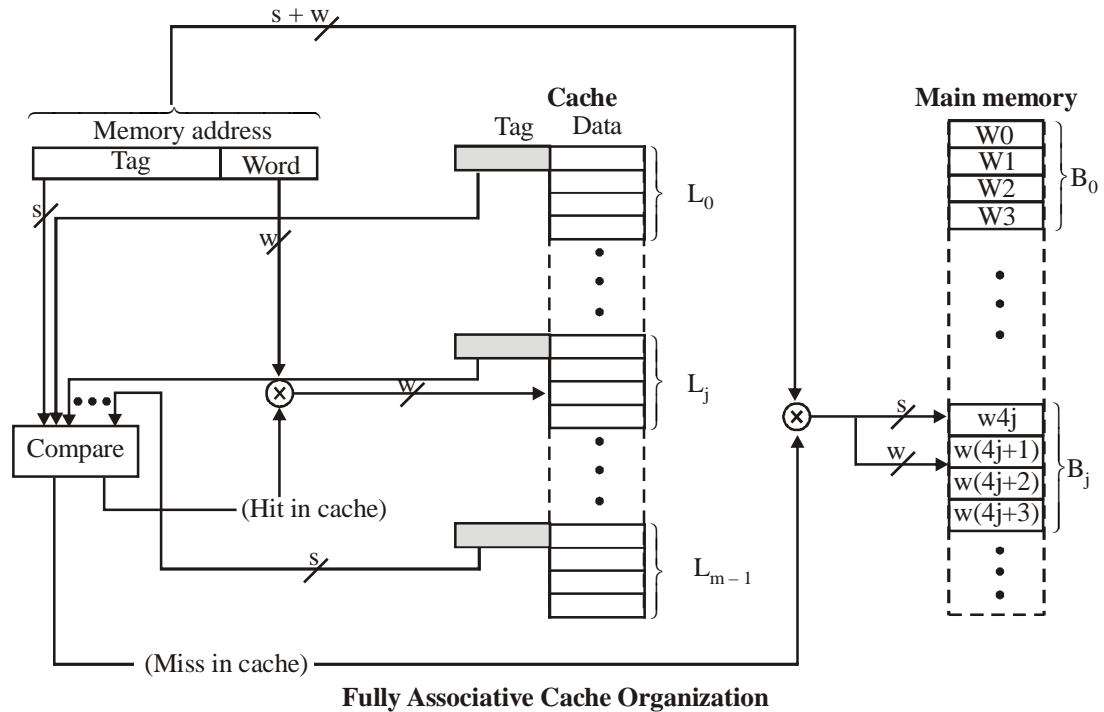 s + w
Cache
Main memory
Memory address
Tag Data
Tag Word
W0
W1
W2
W3
B0
L0
s
w
w
Lj
s
w4j
w
w(4j+1)
w(4j+2)
w(4j+3)
Bj
Compare
(Hit in cache)
s
Lm – 1
(Miss in cache)
Fully Associative Cache Organization